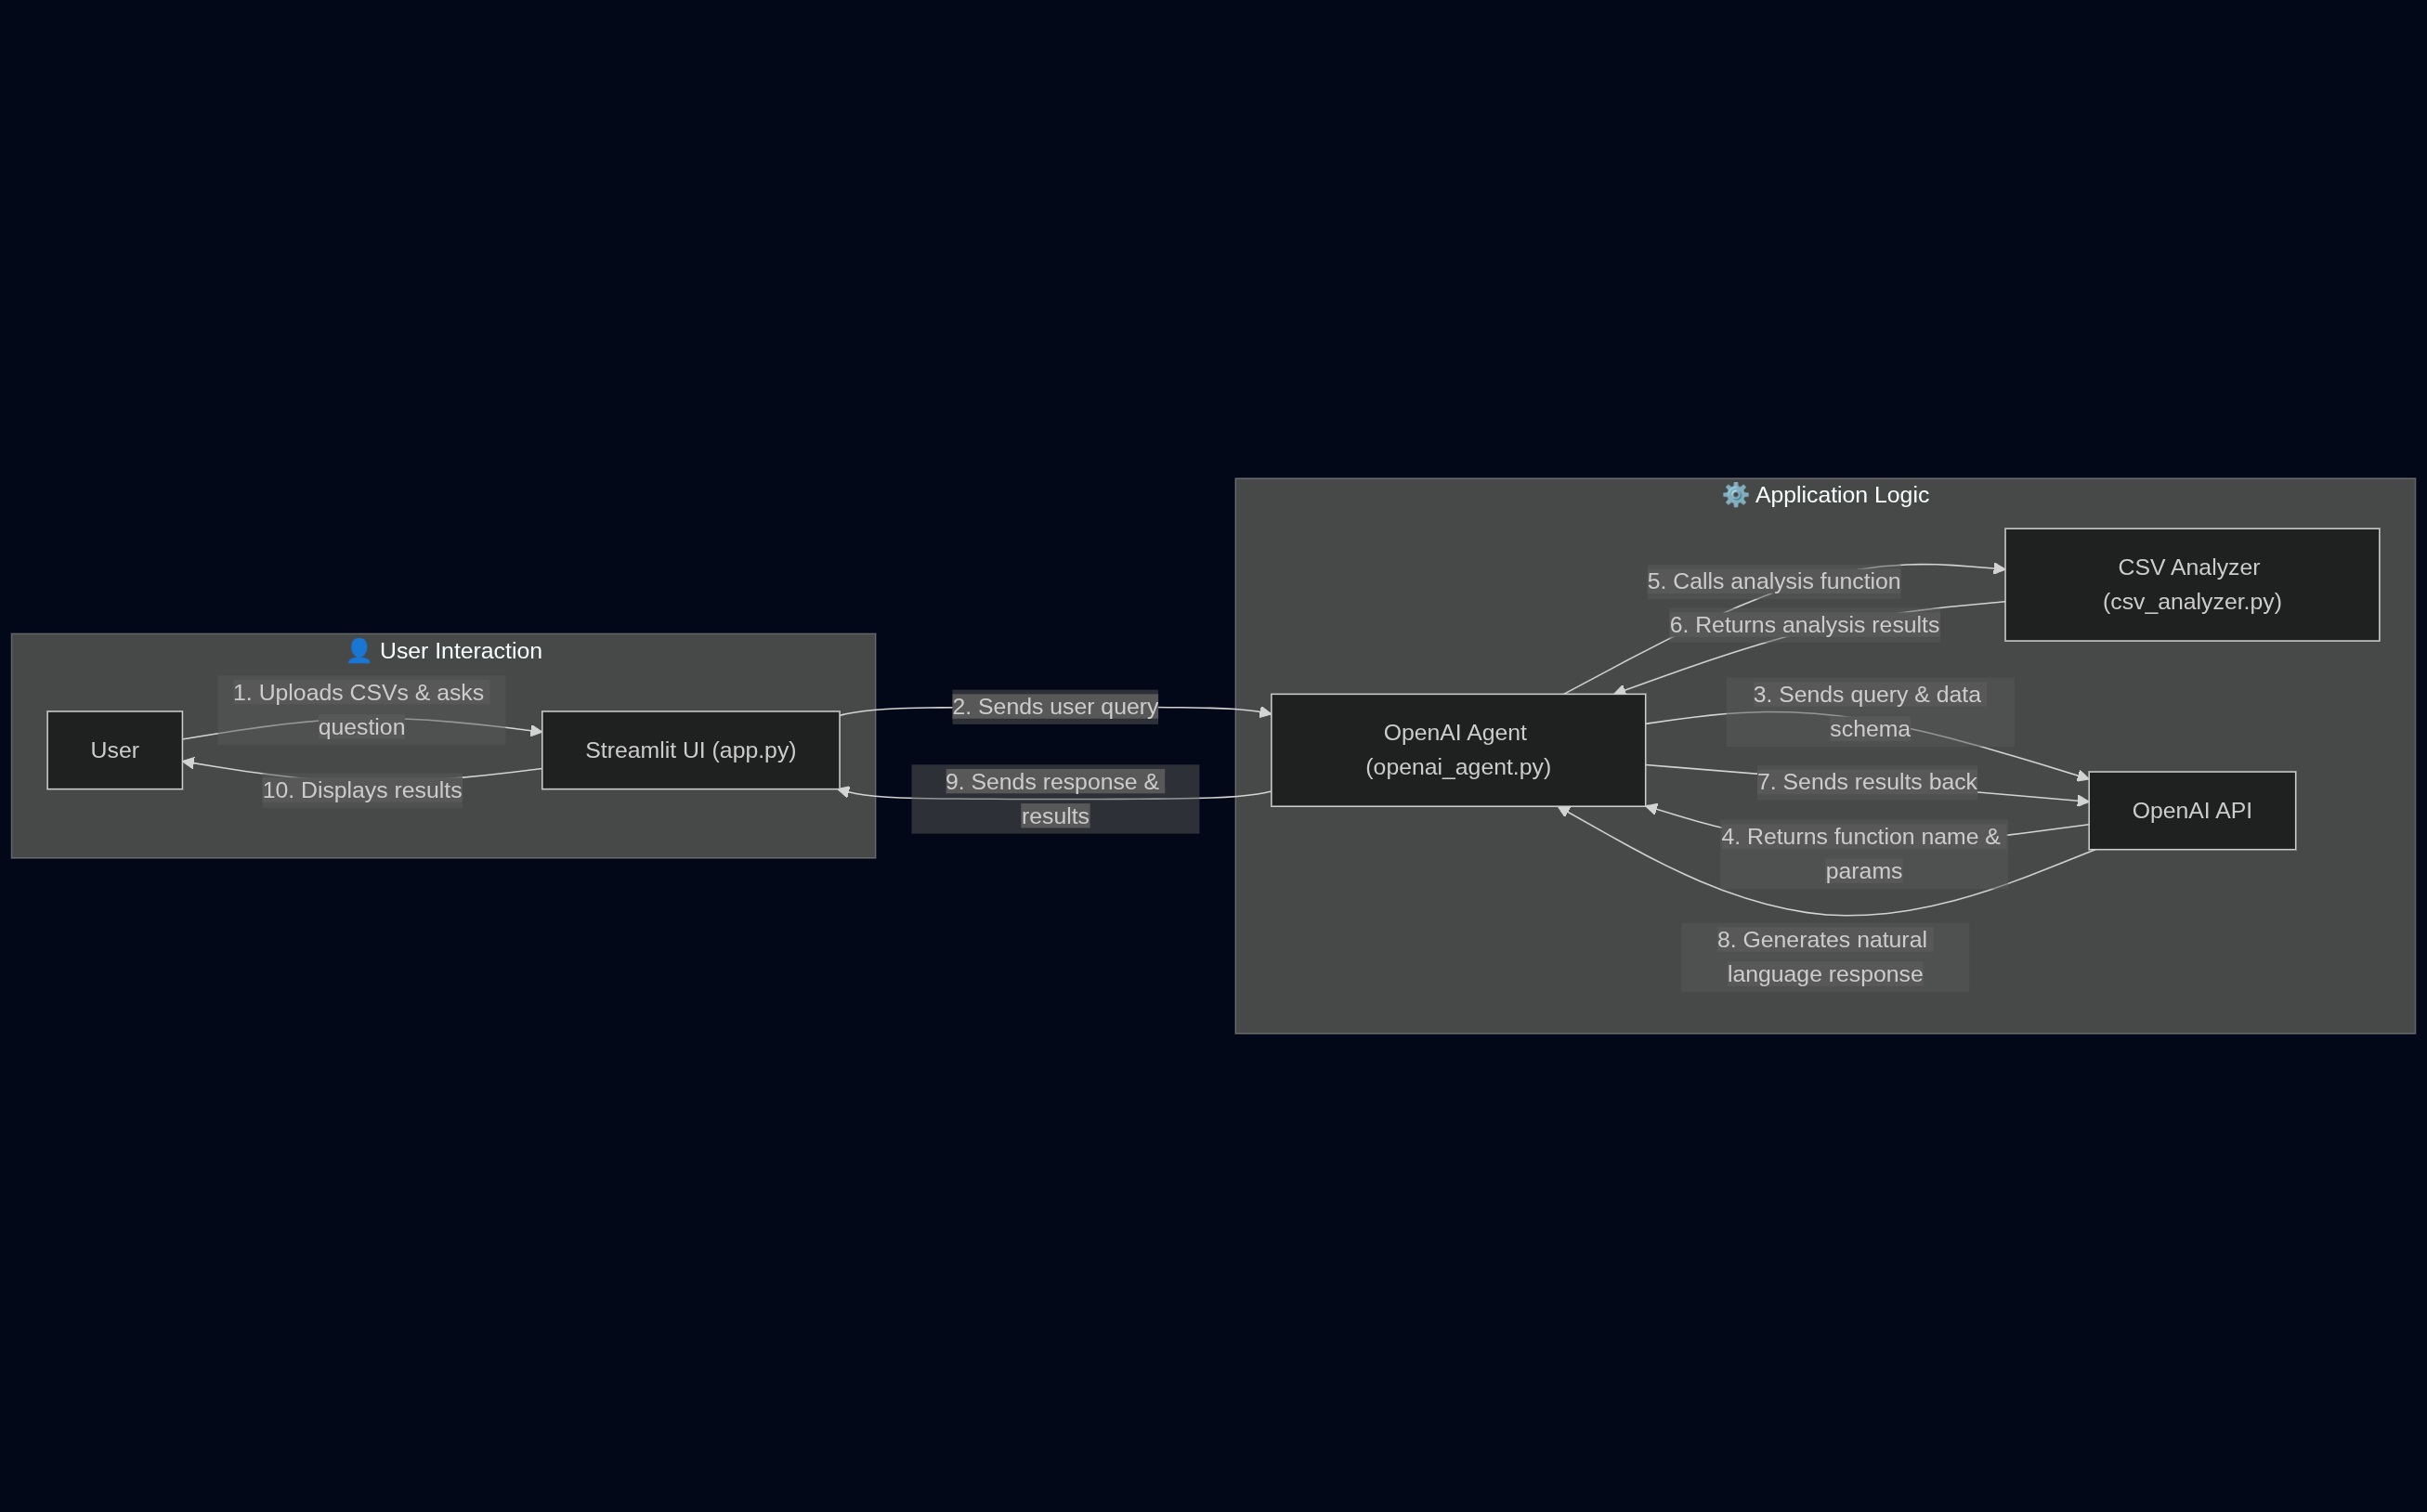 👤 User Interaction
1. Uploads CSVs & asks
question
User
Streamlit UI (app.py)
10. Displays results
2. Sends user query
9. Sends response &
results
⚙️ Application Logic
CSV Analyzer
(csv_analyzer.py)
5. Calls analysis function
6. Returns analysis results
3. Sends query & data
schema
OpenAI Agent
(openai_agent.py)
7. Sends results back
OpenAI API
4. Returns function name &
params
8. Generates natural
language response